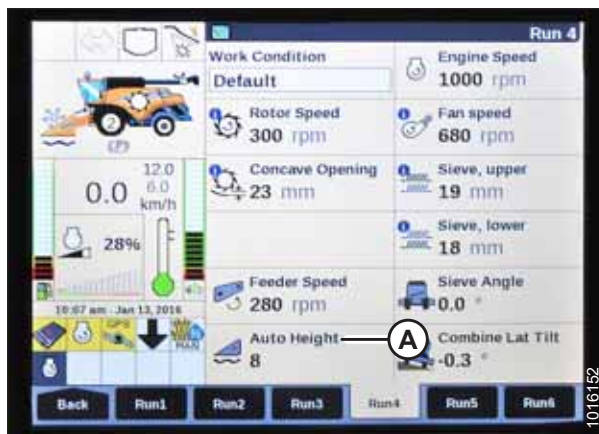 Run 4
Work Condition
Default
Engine Speed
1000 rpm
Rotor Speed
300 rpm
Fan speed
680 rpm
Concave Opening
23 mm
Sieve, upper
19 mm
Sieve, lower
18 mm
Feeder Speed
280 rpm
Sieve Angle
0.0 °
Auto Height
8
A
Combine Lat Tilt
-0.3 °
2
(P)
12.0
0.0
6.0
km/h
28%
10:07 am Jan 13, 2016
GPS
MAN
Back
Run1
Run2
Run3
Run4
Run5
Run6
1016152